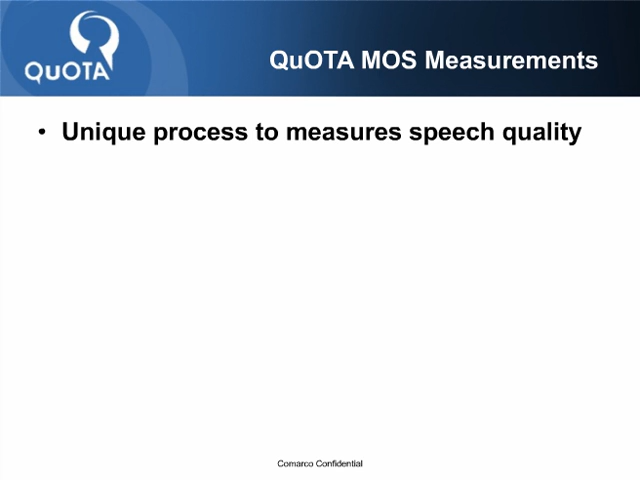 QuOTA
QuOTA MOS Measurements
• Unique process to measures speech quality
Comarco Confidential